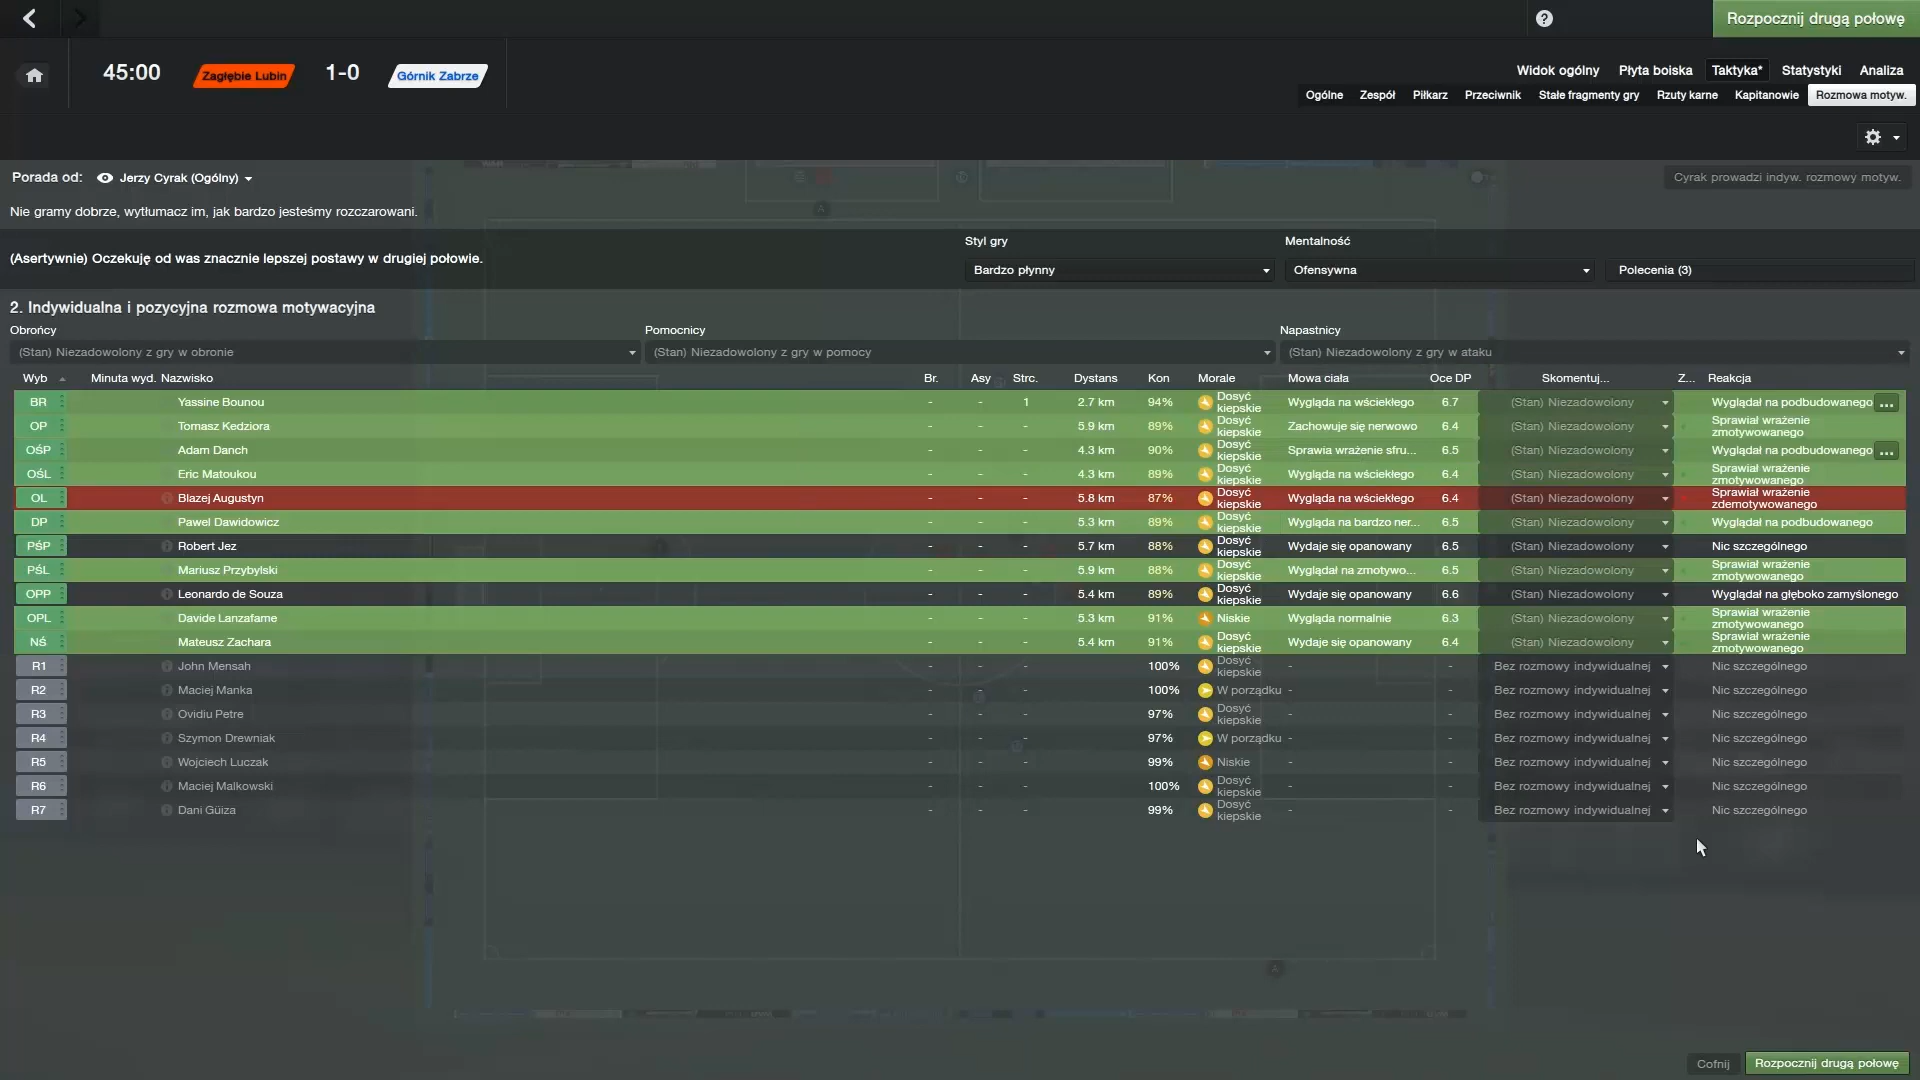 Rozpocznij drugą połowę
45:00 Zagłębie Lubin 1-0 Górnik Zabrze
Widok ogólny Płyta boiska Taktyka* Statystyki Analiza
Ogólne Zespół Piłkarz Przeciwnik Stałe fragmenty gry Rzuty karne Kapitanowie Rozmowa motyw.
Porada od: Jerzy Cyrak (Ogólny) Cyrak prowadzi indyw. rozmowy motyw.
Nie gramy dobrze, wytłumacz im, jak bardzo jesteśmy rozczarowani.
Styl gry Mentalność
(Asertywnie) Oczekuję od was znacznie lepszej postawy w drugiej połowie.
Bardzo płynny Ofensywna Polecenia (3)
2. Indywidualna i pozycyjna rozmowa motywacyjna
Obrońcy Pomocnicy Napastnicy
(Stan) Niezadowolony z gry w obronie (Stan) Niezadowolony z gry w pomocy (Stan) Niezadowolony z gry w ataku
Wyb Minuta wyd. Nazwisko Br. Asy Strc. Dystans Kon Morale Mowa ciała Oce DP Skomentuj... Z... Reakcja
BR Yassine Bounou - - 1 2.7 km 94% Dosyć kiepskie Wygląda na wściekłego 6.7 (Stan) Niezadowolony Wyglądał na podbudowanego ...
OP Tomasz Kedziora - - - 5.9 km 89% Dosyć kiepskie Zachowuje się nerwowo 6.4 (Stan) Niezadowolony Sprawiał wrażenie zmotywowanego
OŚP Adam Danch - - - 4.3 km 90% Dosyć kiepskie Sprawia wrażenie sfru... 6.5 (Stan) Niezadowolony Wyglądał na podbudowanego ...
OŚL Eric Matoukou - - - 4.3 km 89% Dosyć kiepskie Wygląda na wściekłego 6.4 (Stan) Niezadowolony Sprawiał wrażenie zmotywowanego
OL Blazej Augustyn - - - 5.8 km 87% Dosyć kiepskie Wygląda na wściekłego 6.4 (Stan) Niezadowolony Sprawiał wrażenie zdemotywowanego
DP Pawel Dawidowicz - - - 5.3 km 89% Dosyć kiepskie Wygląda na bardzo ner... 6.5 (Stan) Niezadowolony Wyglądał na podbudowanego
PŚP Robert Jez - - - 5.7 km 88% Dosyć kiepskie Wydaje się opanowany 6.5 (Stan) Niezadowolony Nic szczególnego
PŚL Mariusz Przybylski - - - 5.9 km 88% Dosyć kiepskie Wyglądał na zmotywo... 6.5 (Stan) Niezadowolony Sprawiał wrażenie zmotywowanego
OPP Leonardo de Souza - - - 5.4 km 89% Dosyć kiepskie Wydaje się opanowany 6.6 (Stan) Niezadowolony Wyglądał na głęboko zamyślonego
OPL Davide Lanzafame - - - 5.3 km 91% Niskie Wygląda normalnie 6.3 (Stan) Niezadowolony Sprawiał wrażenie zmotywowanego
NŚ Mateusz Zachara - - - 5.4 km 91% Dosyć kiepskie Wydaje się opanowany 6.4 (Stan) Niezadowolony Sprawiał wrażenie zmotywowanego
R1 John Mensah - - - 100% Dosyć kiepskie - - Bez rozmowy indywidualnej Nic szczególnego
R2 Maciej Manka - - - 100% W porządku - - Bez rozmowy indywidualnej Nic szczególnego
R3 Ovidiu Petre - - - 97% Dosyć kiepskie - - Bez rozmowy indywidualnej Nic szczególnego
R4 Szymon Drewniak - - - 97% W porządku - - Bez rozmowy indywidualnej Nic szczególnego
R5 Wojciech Luczak - - - 99% Niskie - - Bez rozmowy indywidualnej Nic szczególnego
R6 Maciej Malkowski - - - 100% Dosyć kiepskie - - Bez rozmowy indywidualnej Nic szczególnego
R7 Dani Güiza - - - 99% Dosyć kiepskie - - Bez rozmowy indywidualnej Nic szczególnego
Cofnij Rozpocznij drugą połowę